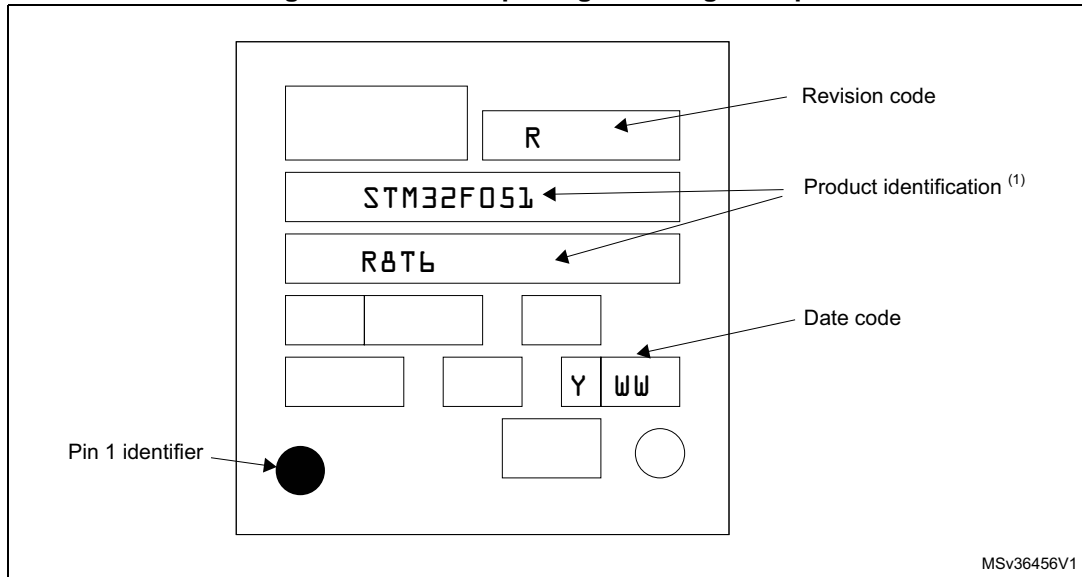 Revision code
R
STM32F051
Product identification (1)
R8T6
Date code
Y WW
Pin 1 identifier
MSv36456V1